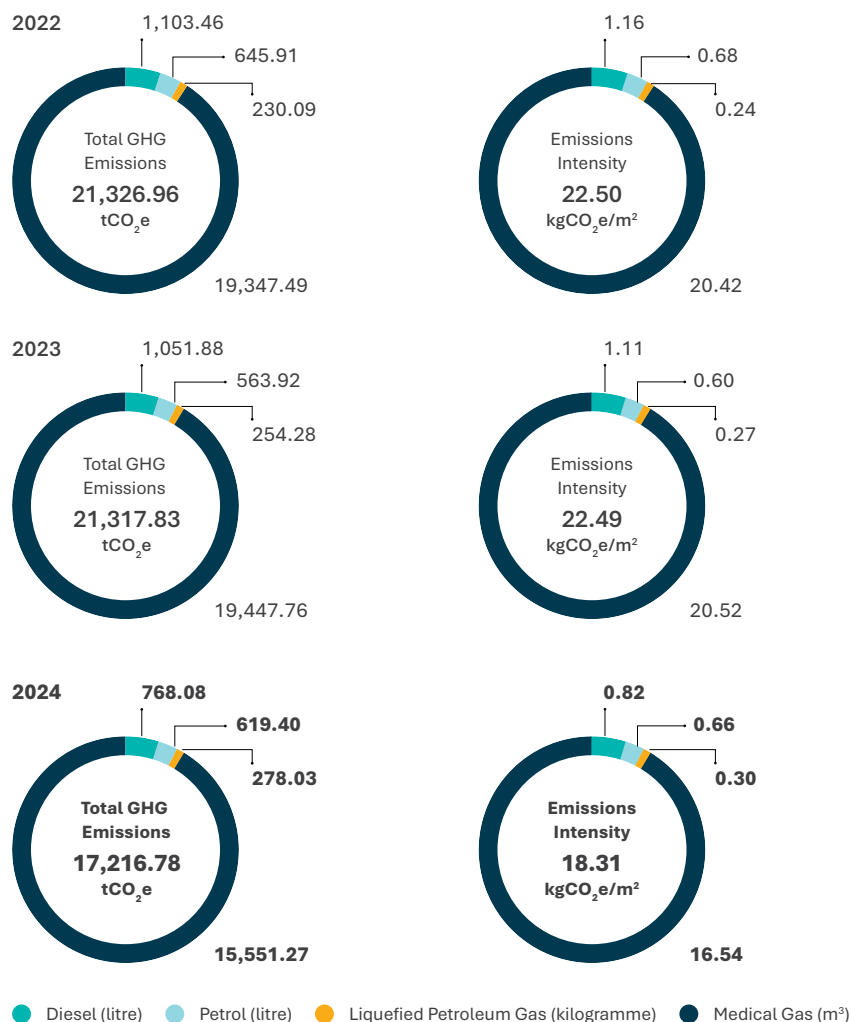 2022
1,103.46
645.91
230.09
Total GHG
Emissions
21,326.96
tCO₂e
19,347.49
1.16
0.68
0.24
Emissions
Intensity
22.50
kgCO₂e/m²
20.42
2023
1,051.88
563.92
254.28
Total GHG
Emissions
21,317.83
tCO₂e
19,447.76
1.11
0.60
0.27
Emissions
Intensity
22.49
kgCO₂e/m²
20.52
2024
768.08
619.40
278.03
Total GHG
Emissions
17,216.78
tCO₂e
15,551.27
0.82
0.66
0.30
Emissions
Intensity
18.31
kgCO₂e/m²
16.54
Diesel (litre) Petrol (litre) Liquefied Petroleum Gas (kilogramme) Medical Gas (m³)